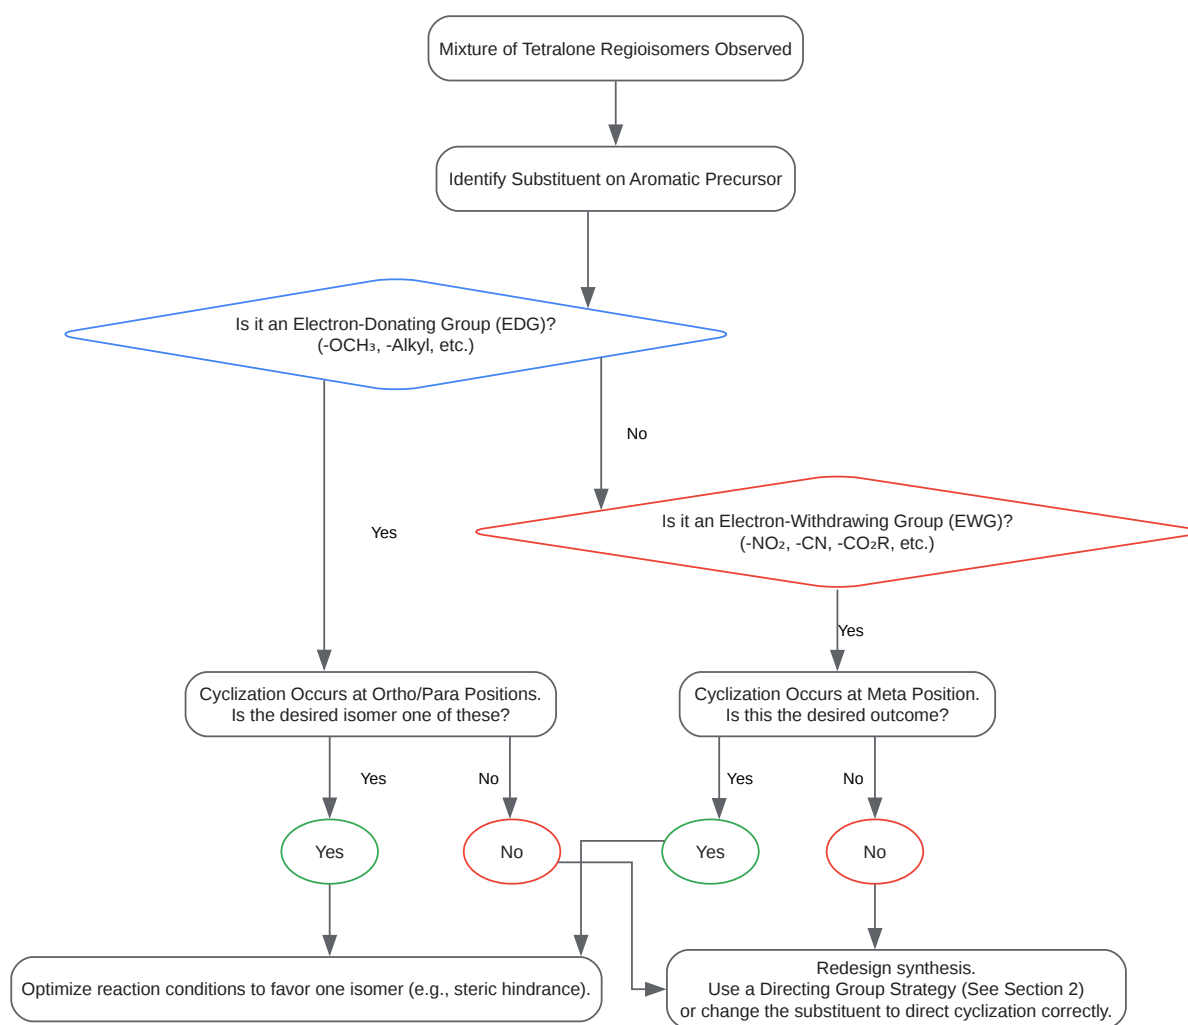 Mixture of Tetralone Regioisomers Observed
Identify Substituent on Aromatic Precursor
Is it an Electron-Donating Group (EDG)?
(-OCH₃, -Alkyl, etc.)
No
Is it an Electron-Withdrawing Group (EWG)?
(-NO₂, -CN, -CO₂R, etc.)
Yes
Yes
Cyclization Occurs at Ortho/Para Positions.
Is the desired isomer one of these?
Cyclization Occurs at Meta Position.
Is this the desired outcome?
Yes
No
Yes
No
Yes
No
Yes
No
Optimize reaction conditions to favor one isomer (e.g., steric hindrance).
Redesign synthesis.
Use a Directing Group Strategy (See Section 2)
or change the substituent to direct cyclization correctly.